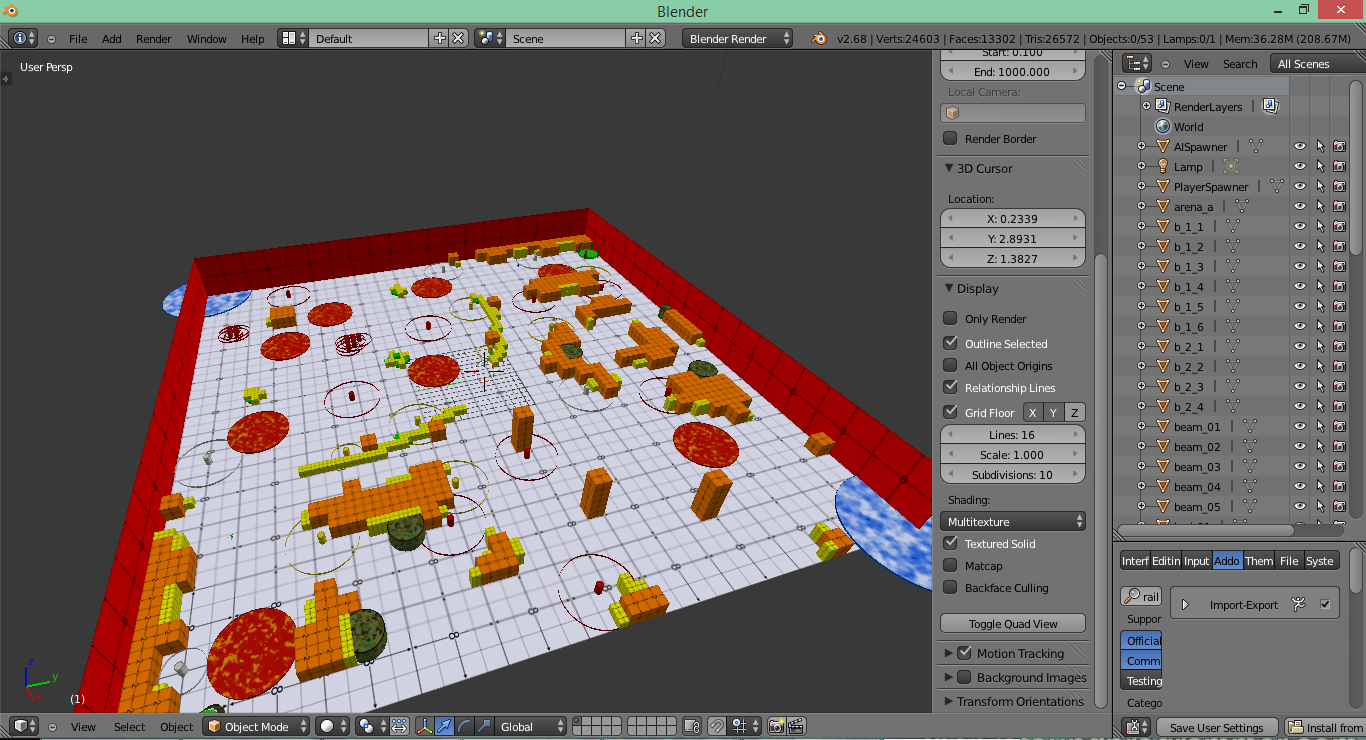 Blender
File Add Render Window Help Default Scene Blender Render v2.68 | Verts:24603 | Faces:13302 | Tris:26572 | Objects:0/53 | Lamps:0/1 | Mem:36.28M (208.67M)
User Persp
Start: 0.100
End: 1000.000
Local Camera:
Render Border
3D Cursor
Location:
X: 0.2339
Y: 2.8931
Z: 1.3827
Display
Only Render
Outline Selected
All Object Origins
Relationship Lines
Grid Floor X Y Z
Lines: 16
Scale: 1.000
Subdivisions: 10
Shading:
Multitexture
Textured Solid
Matcap
Backface Culling
Toggle Quad View
Motion Tracking
Background Images
Transform Orientations
View Search All Scenes
Scene
RenderLayers
World
AISpawner
Lamp
PlayerSpawner
arena_a
b_1_1
b_1_2
b_1_3
b_1_4
b_1_5
b_1_6
b_2_1
b_2_2
b_2_3
b_2_4
beam_01
beam_02
beam_03
beam_04
beam_05
Interf Editin Input Addo Them File Syste
rail
Import-Export
Suppor
Official
Comm
Testing
Catego
z
y
(1)
View Select Object Object Mode Global
Save User Settings Install from